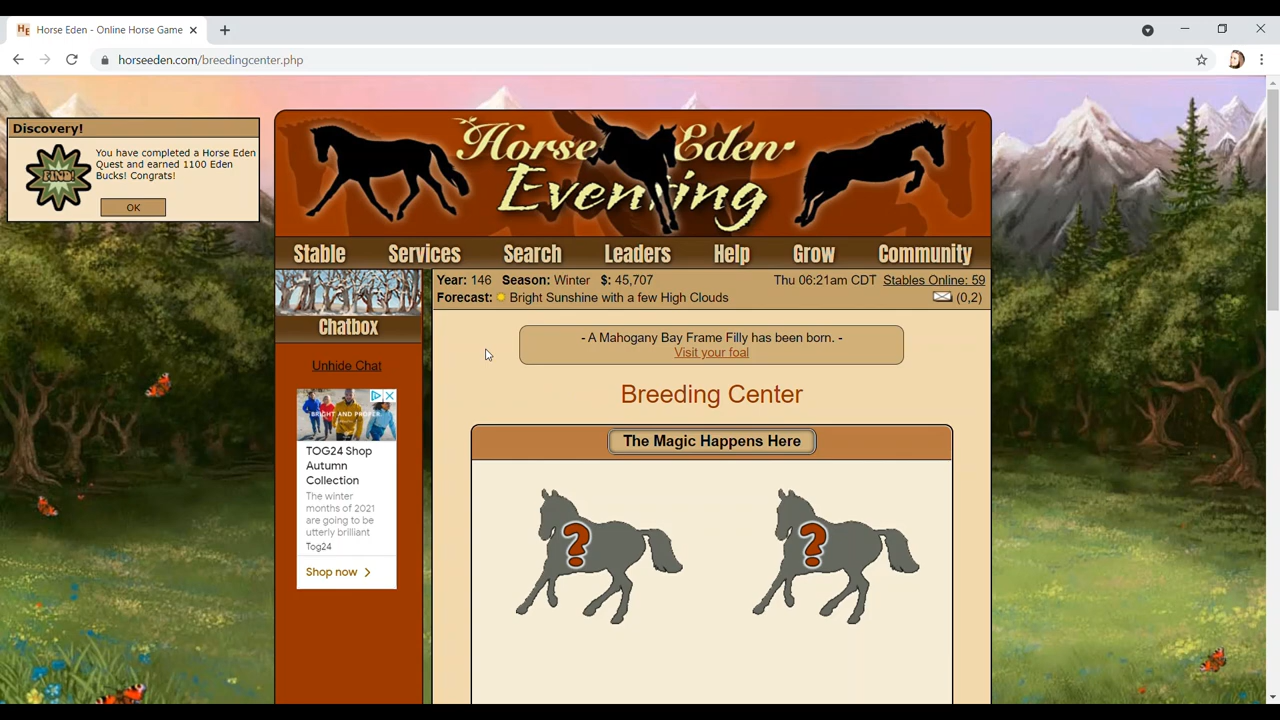 Horse Eden - Online Horse Game
horseeden.com/breedingcenter.php
Discovery!
FIND!
You have completed a Horse Eden
Quest and earned 1100 Eden
Bucks! Congrats!
OK
Horse Eden
Eventing
Stable Services Search Leaders Help Grow Community
Year: 146 Season: Winter $: 45,707 Thu 06:21am CDT Stables Online: 59
Forecast: Bright Sunshine with a few High Clouds (0,2)
Chatbox
Unhide Chat
BRIGHT AND PROPER
TOG24 Shop
Autumn
Collection
The winter
months of 2021
are going to be
utterly brilliant
Tog24
Shop now
- A Mahogany Bay Frame Filly has been born. -
Visit your foal
Breeding Center
The Magic Happens Here
? ?